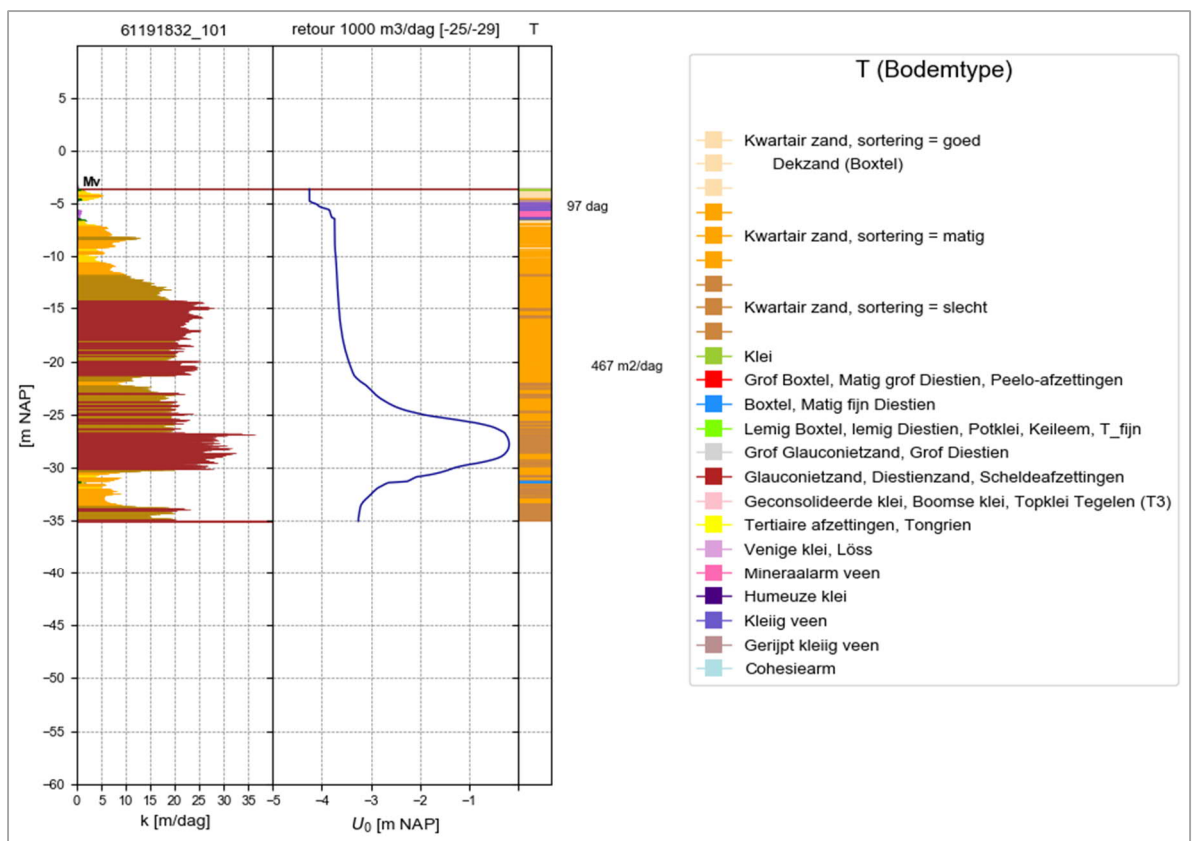 61191832_101
retour 1000 m3/dag [-25/-29]
T
5
0
Mv
−5
−10
−15
−20
−25
−30
−35
−40
−45
−50
−55
−60
[m NAP]
97 dag
467 m2/dag
0 5 10 15 20 25 30 35
k [m/dag]
−5 −4 −3 −2 −1
U0 [m NAP]
T (Bodemtype)
Kwartair zand, sortering = goed
Dekzand (Boxtel)
Kwartair zand, sortering = matig
Kwartair zand, sortering = slecht
Klei
Grof Boxtel, Matig grof Diestien, Peelo-afzettingen
Boxtel, Matig fijn Diestien
Lemig Boxtel, lemig Diestien, Potklei, Keileem, T_fijn
Grof Glauconietzand, Grof Diestien
Glauconietzand, Diestienzand, Scheldeafzettingen
Geconsolideerde klei, Boomse klei, Topklei Tegelen (T3)
Tertiaire afzettingen, Tongrien
Venige klei, Löss
Mineraalarm veen
Humeuze klei
Kleiig veen
Gerijpt kleiig veen
Cohesiearm